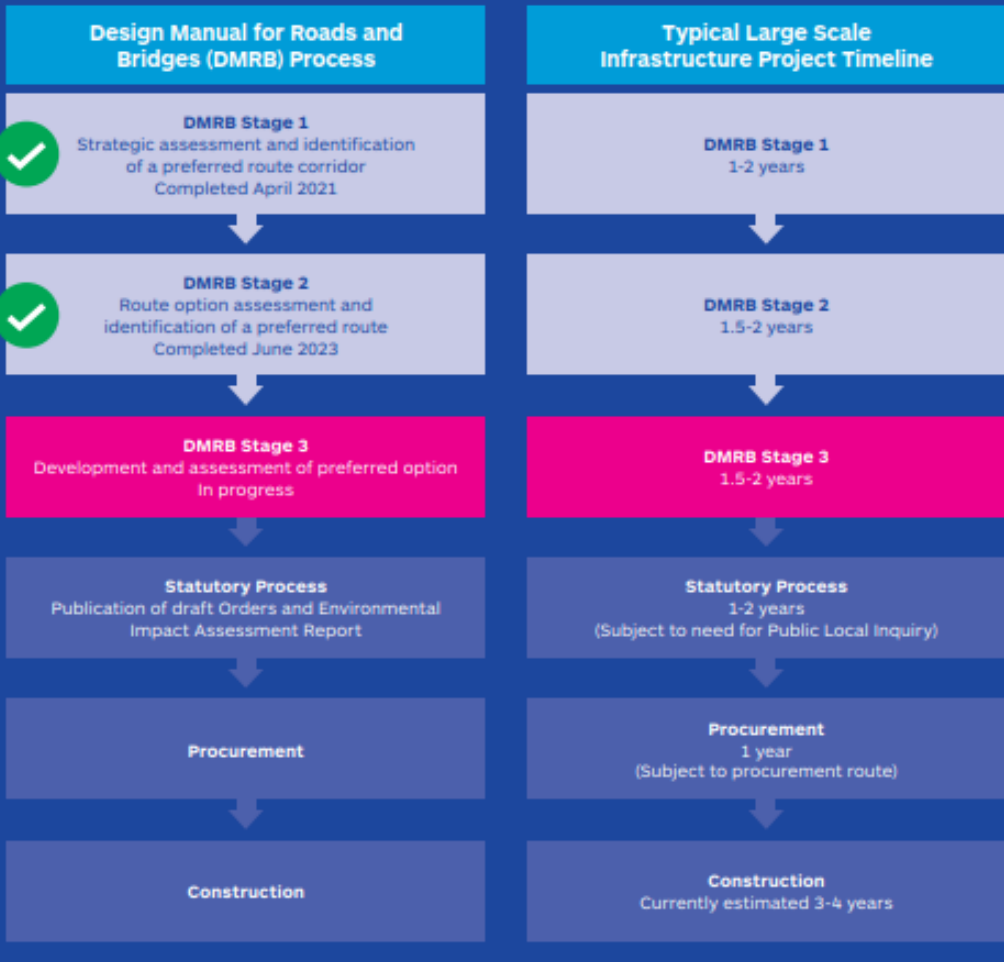 Design Manual for Roads and
Bridges (DMRB) Process
DMRB Stage 1
Strategic assessment and identification
of a preferred route corridor
Completed April 2021
DMRB Stage 2
Route option assessment and
identification of a preferred route
Completed June 2023
DMRB Stage 3
Development and assessment of preferred option
In progress
Statutory Process
Publication of draft Orders and Environmental
Impact Assessment Report
Procurement
Construction
Typical Large Scale
Infrastructure Project Timeline
DMRB Stage 1
1-2 years
DMRB Stage 2
1.5-2 years
DMRB Stage 3
1.5-2 years
Statutory Process
1-2 years
(Subject to need for Public Local Inquiry)
Procurement
1 year
(Subject to procurement route)
Construction
Currently estimated 3-4 years